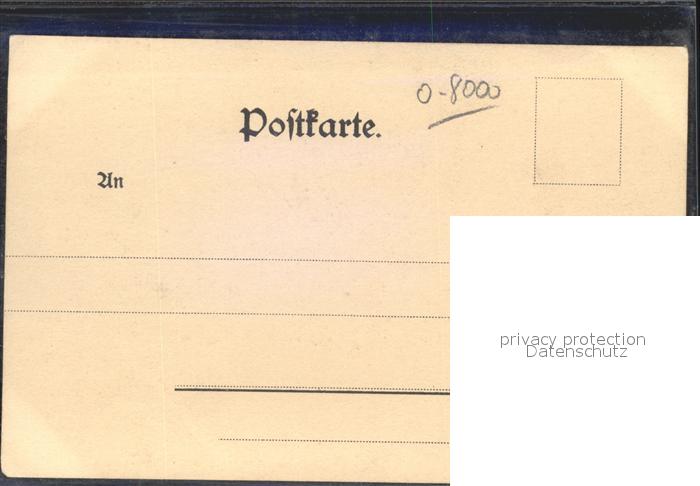 0-8000
Postkarte.
An
privacy protection
Datenschutz